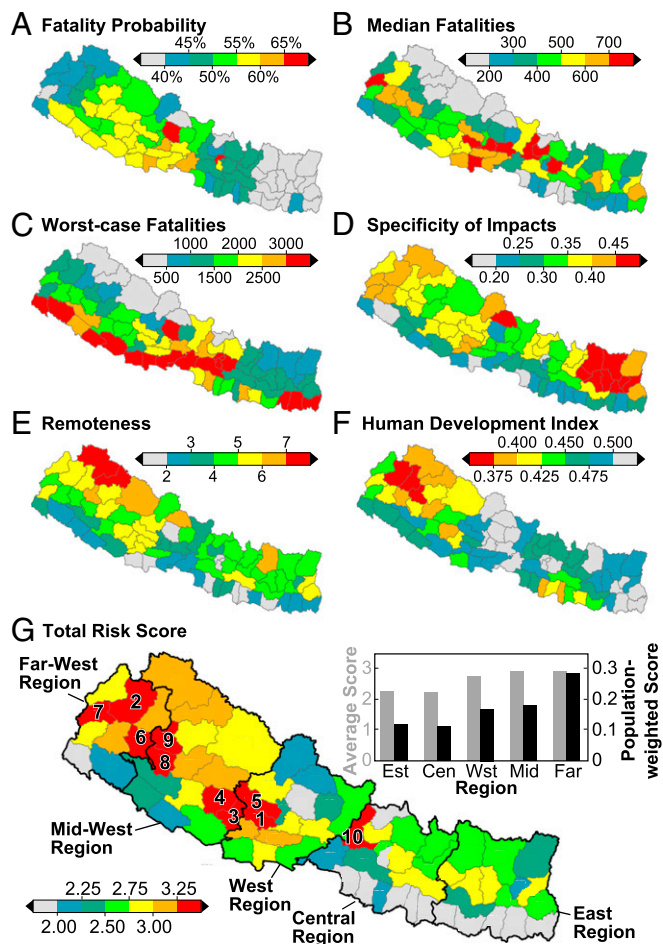 A Fatality Probability
45% 55% 65%
40% 50% 60%
B Median Fatalities
300 500 700
200 400 600
C Worst-case Fatalities
1000 2000 3000
500 1500 2500
D Specificity of Impacts
0.25 0.35 0.45
0.20 0.30 0.40
E Remoteness
3 5 7
2 4 6
F Human Development Index
0.400 0.450 0.500
0.375 0.425 0.475
G Total Risk Score
Far-West
Region
7
2
6
9
8
4
3
5
1
10
Mid-West
Region
West
Region
Central
Region
East
Region
2.25 2.75 3.25
2.00 2.50 3.00
Average Score
3
2
1
0
0.3
0.2
0.1
0
Population-
weighted Score
Est Cen Wst Mid Far
Region